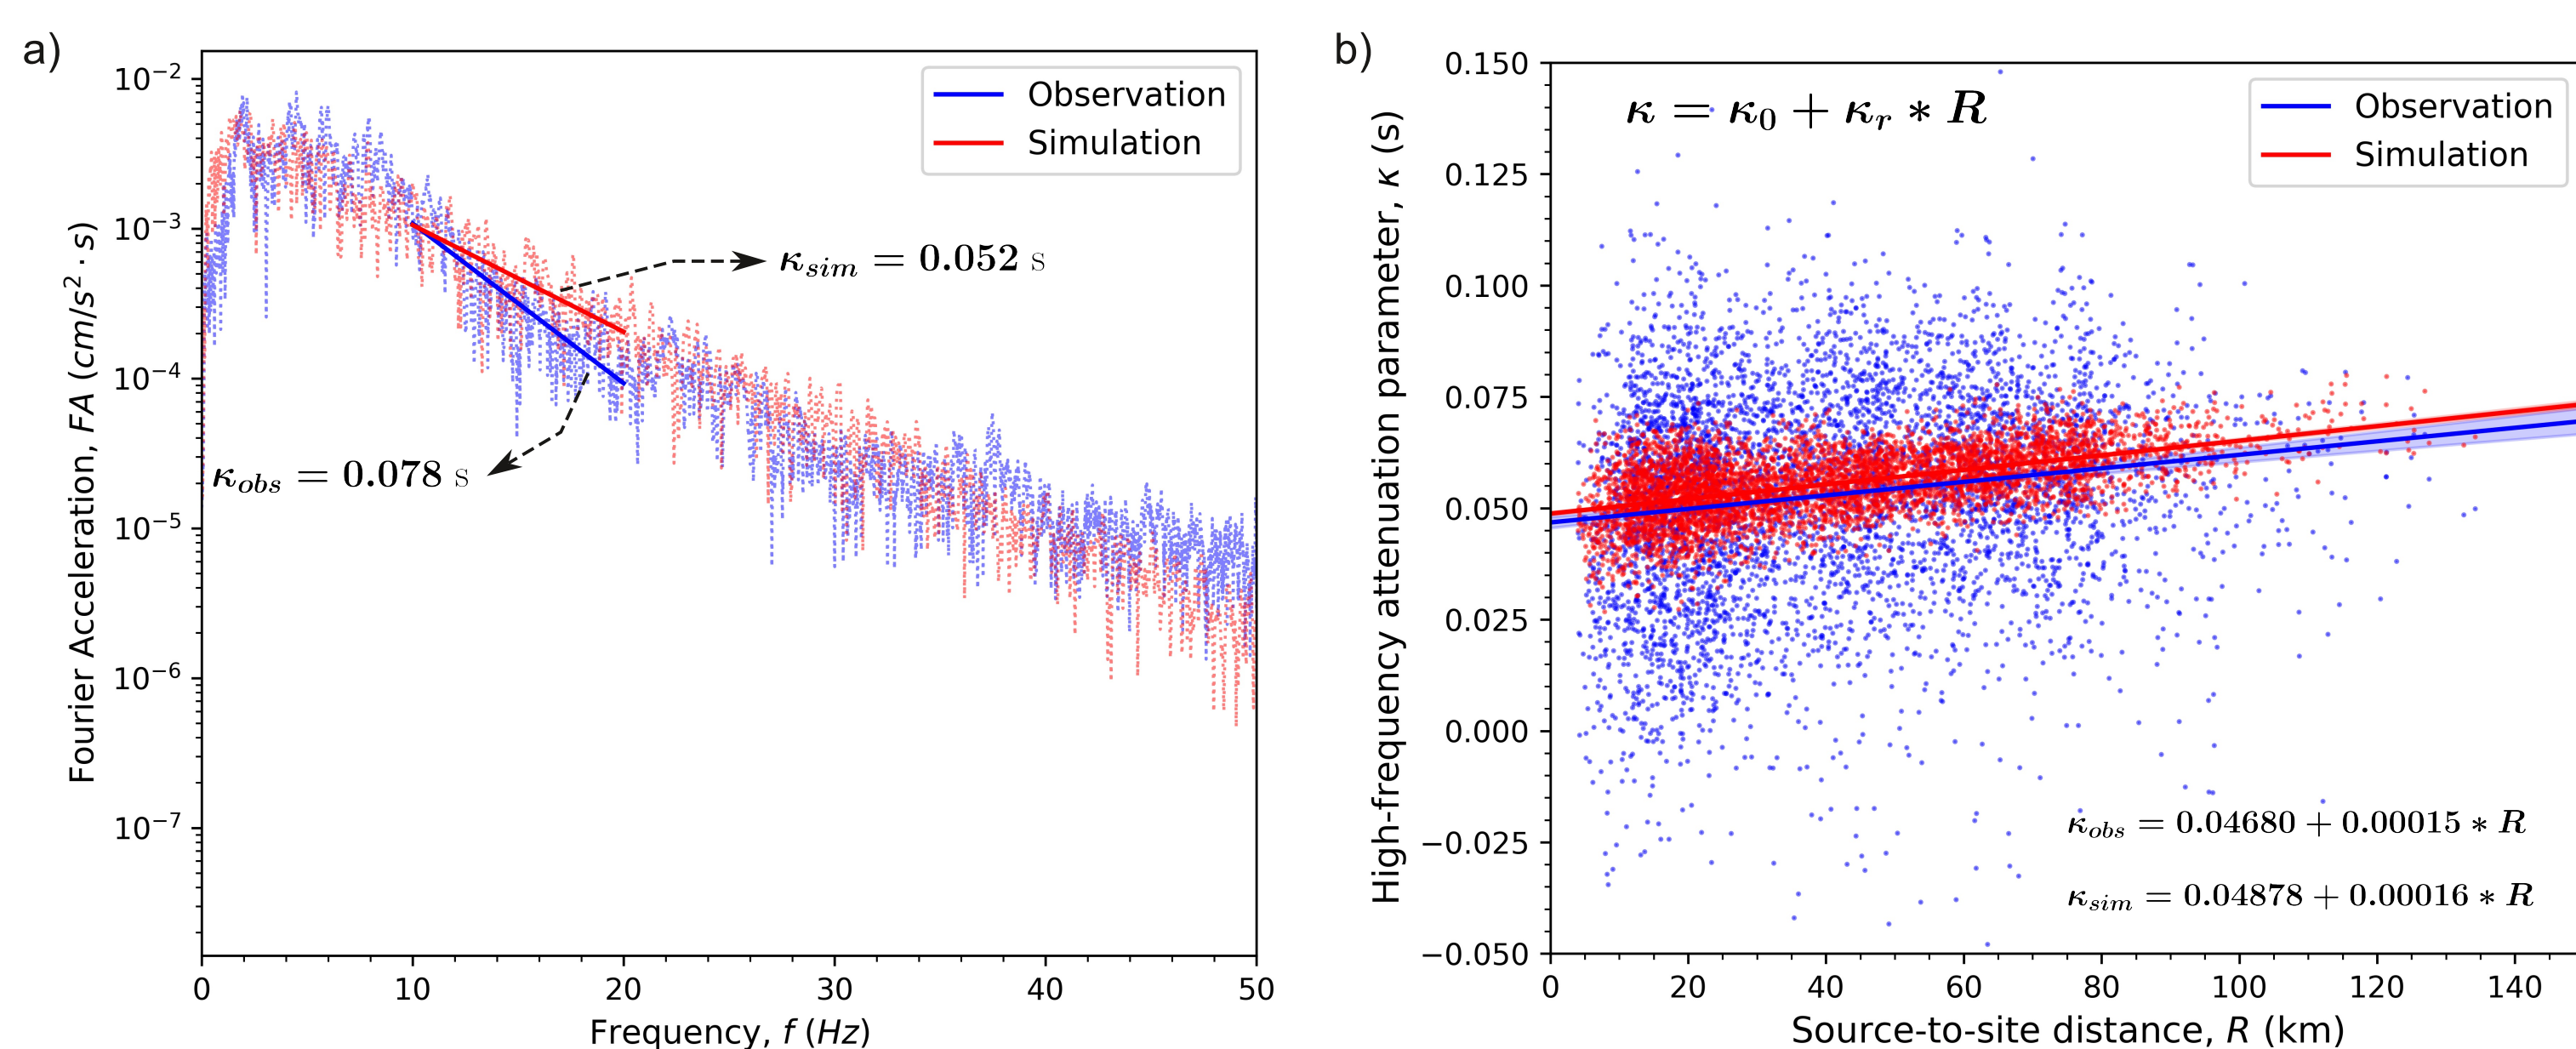 a)
Fourier Acceleration, FA (cm/s² · s)
10⁻²
10⁻³
10⁻⁴
10⁻⁵
10⁻⁶
10⁻⁷
Observation
Simulation
κ_sim = 0.052 s
κ_obs = 0.078 s
0 10 20 30 40 50
Frequency, f (Hz)
b)
High-frequency attenuation parameter, κ (s)
0.150
0.125
0.100
0.075
0.050
0.025
0.000
−0.025
−0.050
κ = κ₀ + κᵣ * R
Observation
Simulation
κ_obs = 0.04680 + 0.00015 * R
κ_sim = 0.04878 + 0.00016 * R
0 20 40 60 80 100 120 140
Source-to-site distance, R (km)